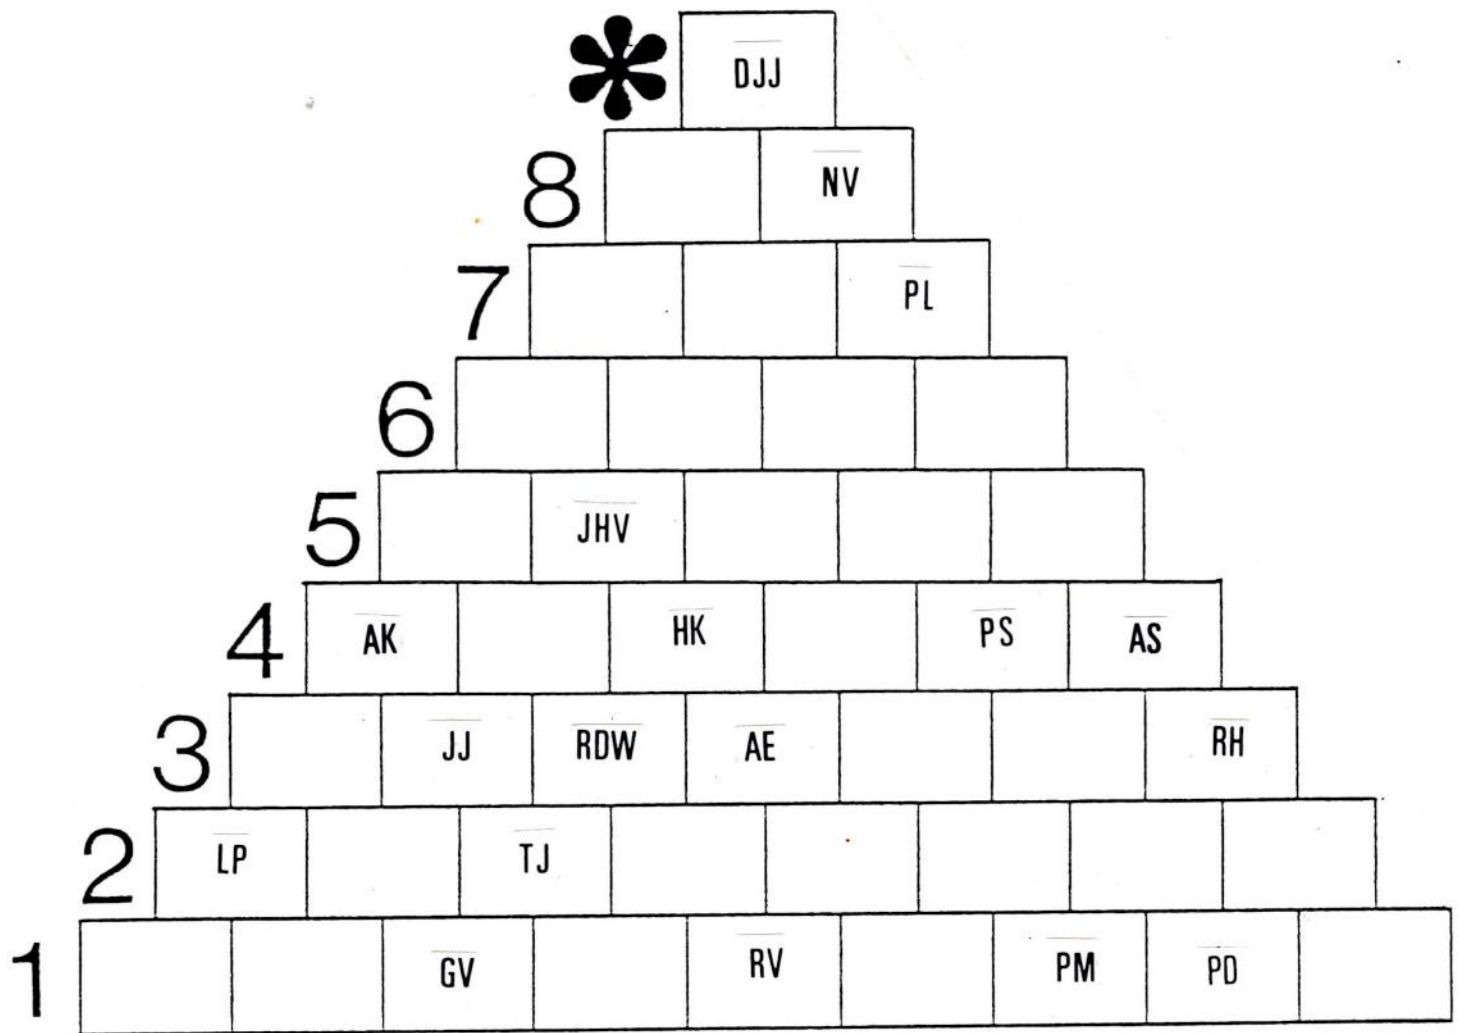 * DJJ
8 NV
7 PL
6
5 JHV
4 AK HK PS AS
3 JJ RDW AE RH
2 LP TJ
1 GV RV PM PD